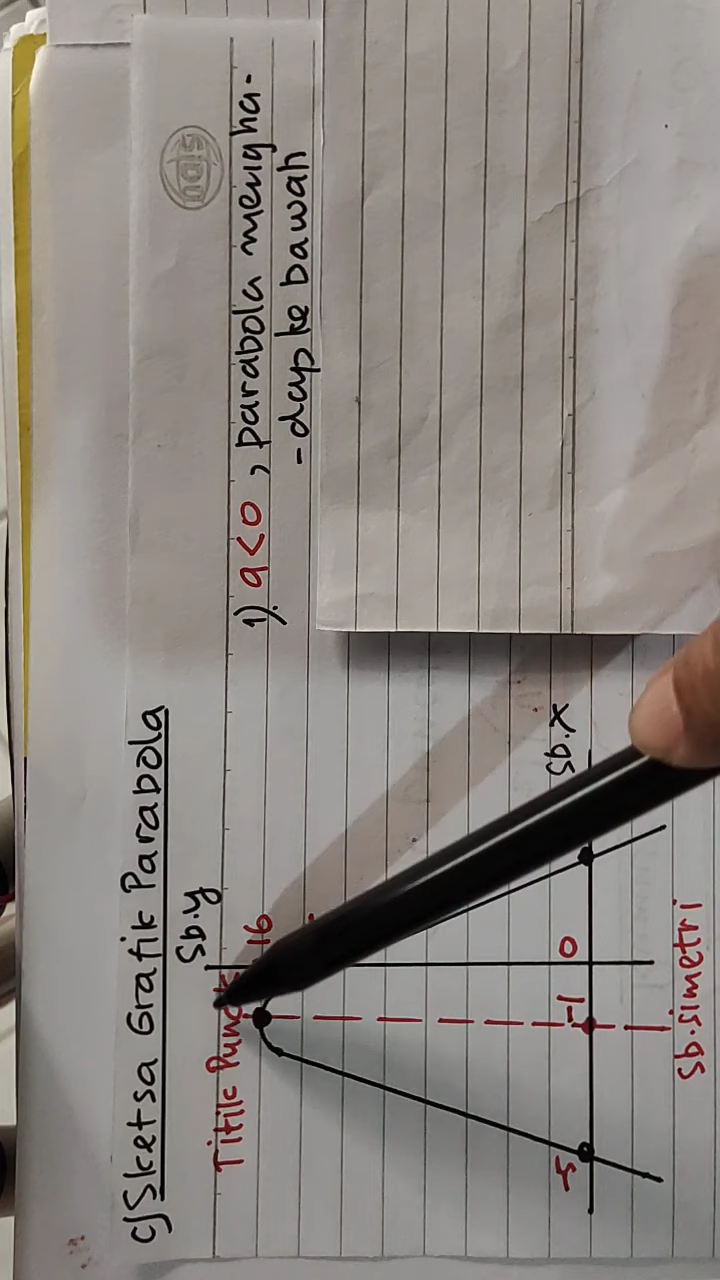 c) Sketsa Grafik Parabola
Sb.y
Titik Punc
16
1). a<0, parabola mengha-
-dap ke bawah
-5
-1
0
Sb.x
Sb.simetri
sidu